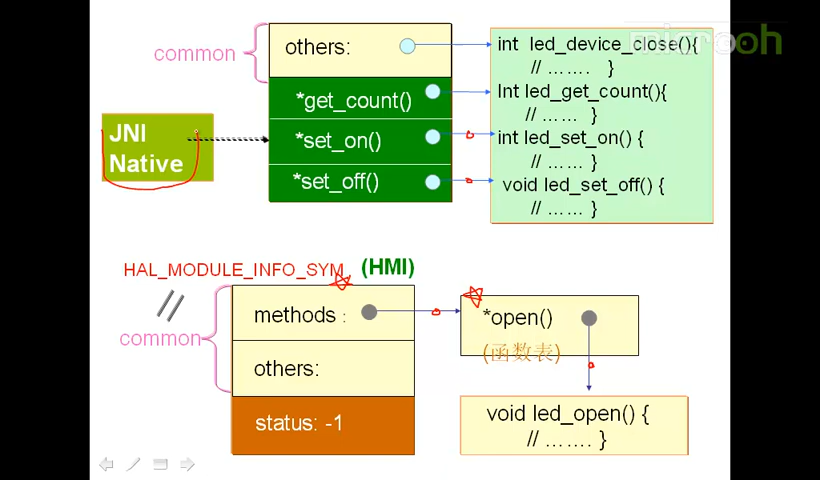 common
others:
*get_count()
*set_on()
*set_off()
JNI
Native
int led_device_close(){
// ……. }
Int led_get_count(){
// …… }
int led_set_on() {
// …… }
void led_set_off() {
// …… }
HAL_MODULE_INFO_SYM (HMI)
common
methods :
others:
status: -1
*open()
(函数表)
void led_open() {
// ……. }